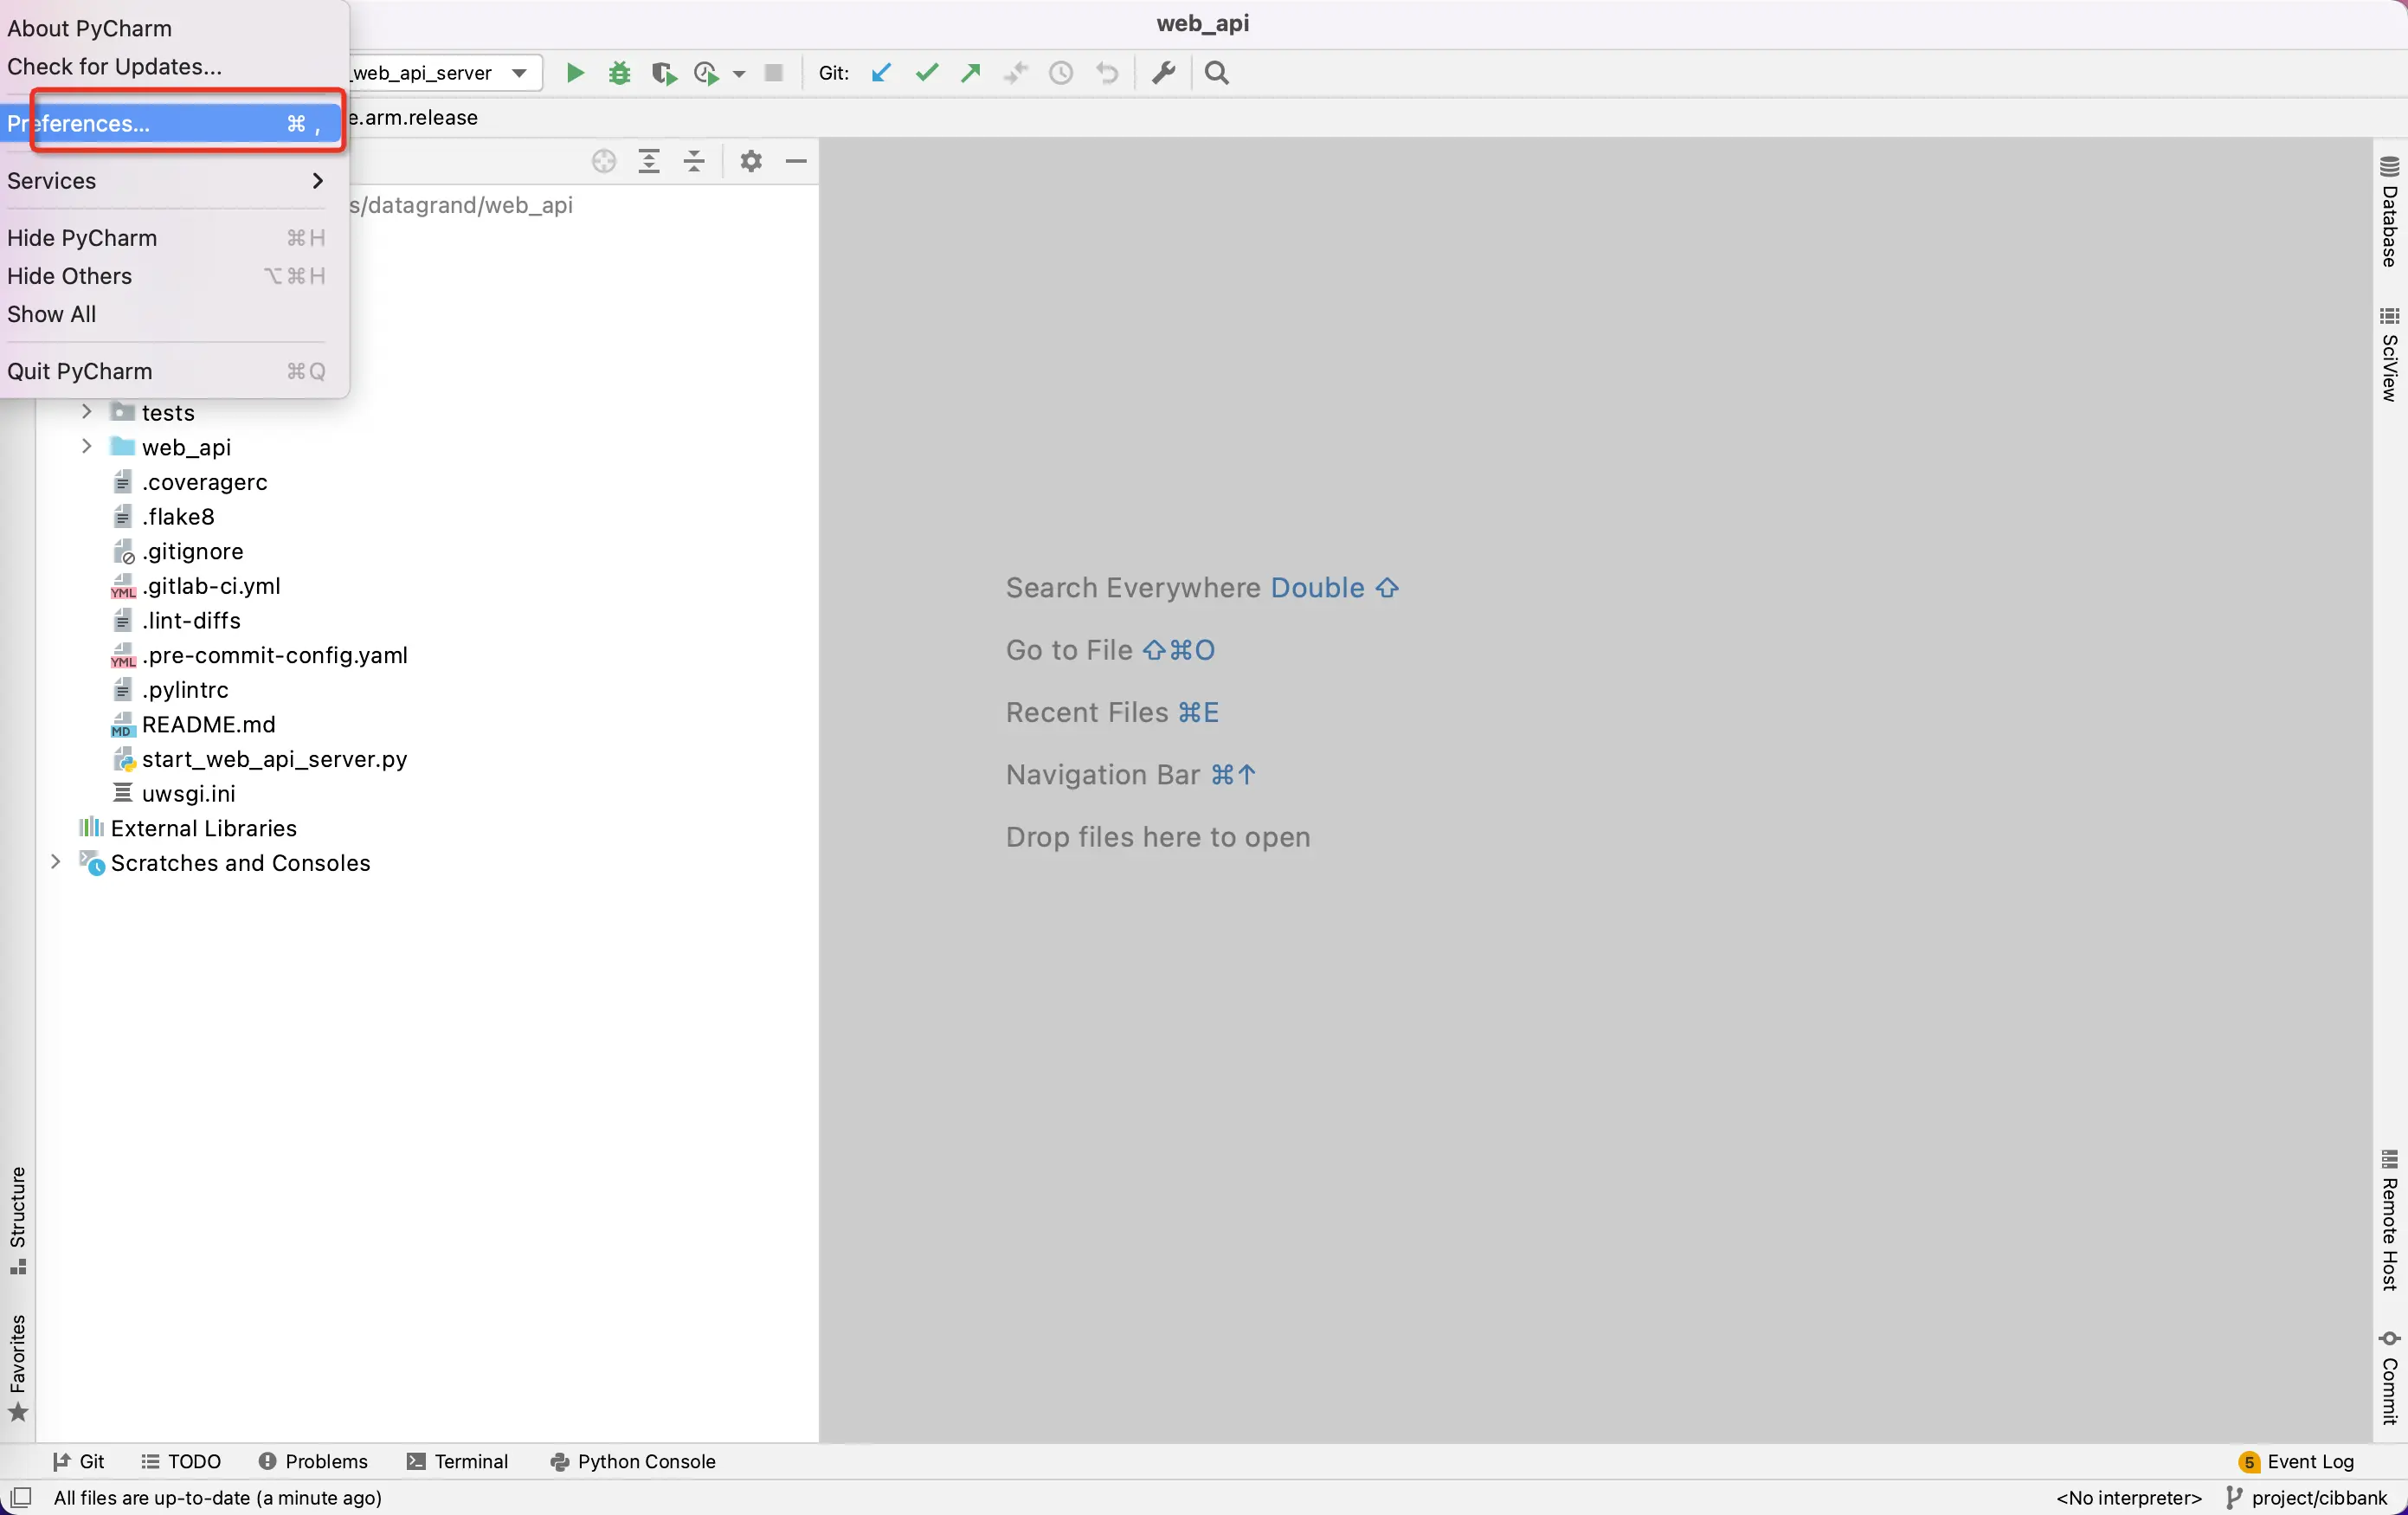 About PyCharm
Check for Updates...
Preferences... ⌘ ,
Services
Hide PyCharm ⌘H
Hide Others ⌥⌘H
Show All
Quit PyCharm ⌘Q
web_api
_web_api_server
Git:
e.arm.release
s/datagrand/web_api
tests
web_api
.coveragerc
.flake8
.gitignore
YML .gitlab-ci.yml
.lint-diffs
YML .pre-commit-config.yaml
.pylintrc
MD README.md
start_web_api_server.py
uwsgi.ini
External Libraries
Scratches and Consoles
Search Everywhere Double ⇧
Go to File ⇧⌘O
Recent Files ⌘E
Navigation Bar ⌘↑
Drop files here to open
Database
SciView
Remote Host
Commit
Structure
Favorites
Git TODO Problems Terminal Python Console 5 Event Log
All files are up-to-date (a minute ago) <No interpreter> project/cibbank